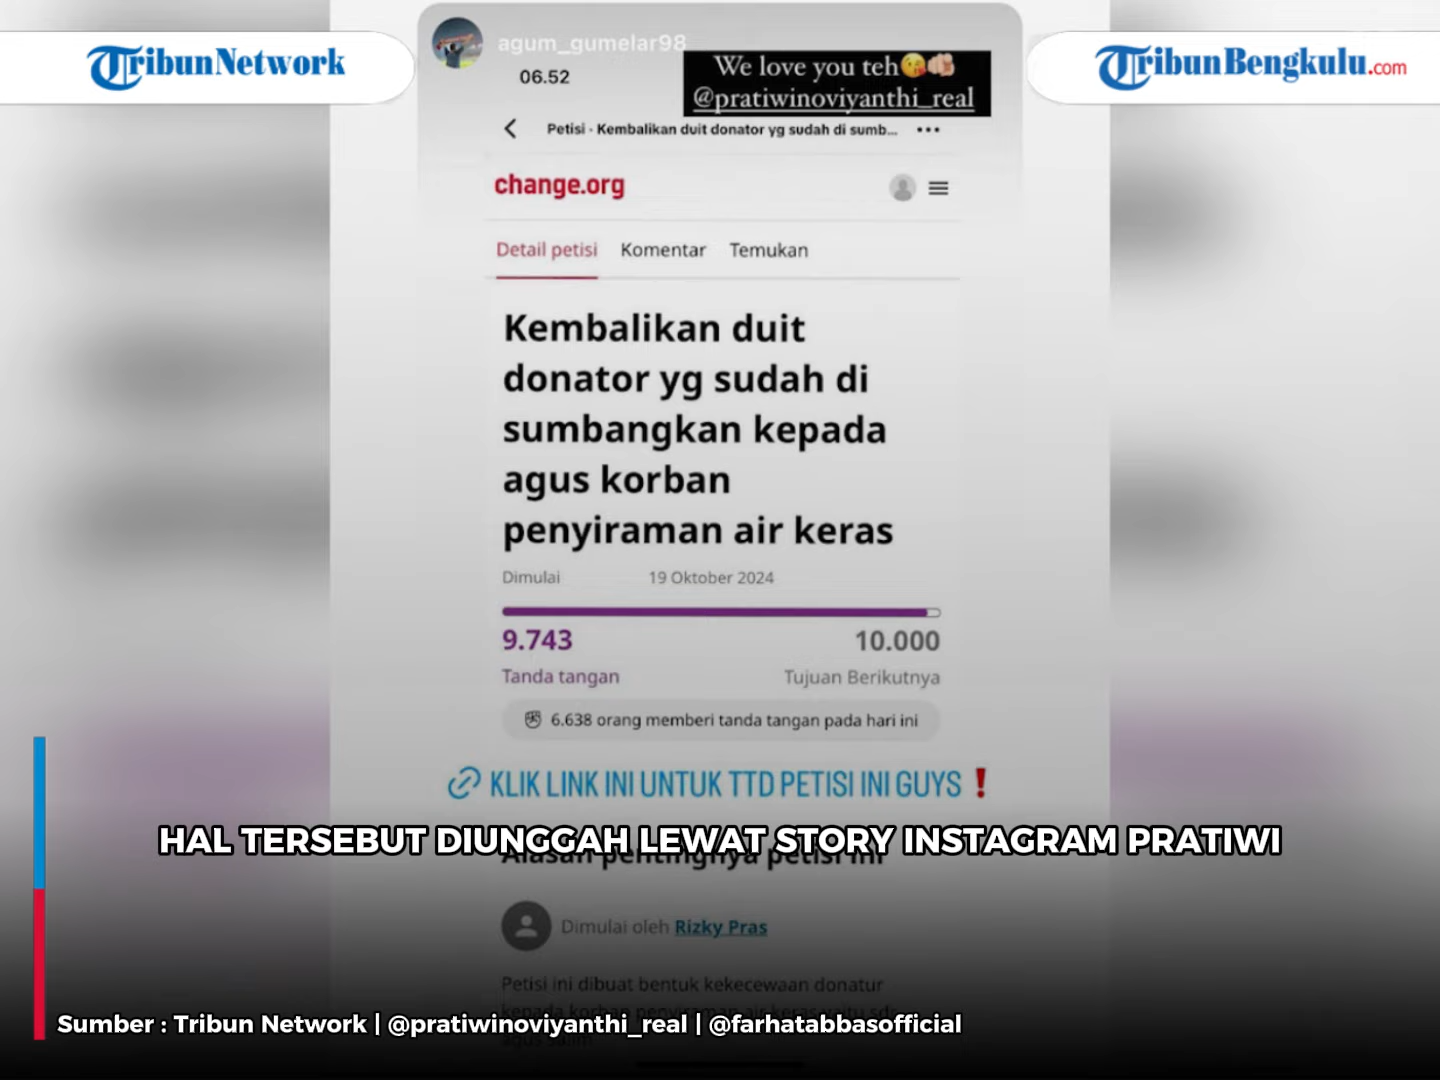 TribunNetwork
agum_gumelar98
06.52
We love you teh😘🫰🏻
@pratiwinoviyanthi_real
TribunBengkulu.com
Petisi · Kembalikan duit donator yg sudah di sumb...
change.org
Detail petisi Komentar Temukan
Kembalikan duit
donator yg sudah di
sumbangkan kepada
agus korban
penyiraman air keras
Dimulai 19 Oktober 2024
9.743 10.000
Tanda tangan Tujuan Berikutnya
6.638 orang memberi tanda tangan pada hari ini
KLIK LINK INI UNTUK TTD PETISI INI GUYS❗
HAL TERSEBUT DIUNGGAH LEWAT STORY INSTAGRAM PRATIWI
Alasan pentingnya petisi ini
Dimulai oleh Rizky Pras
Petisi ini dibuat bentuk kekecewaan donatur
Sumber : Tribun Network | @pratiwinoviyanthi_real | @farhatabbasofficial